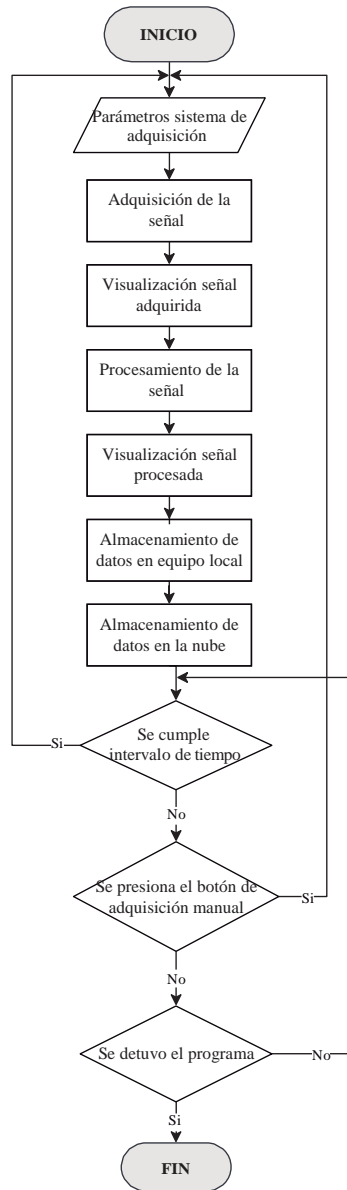 INICIO
Parámetros sistema de
adquisición
Adquisición de la
señal
Visualización señal
adquirida
Procesamiento de la
señal
Visualización señal
procesada
Almacenamiento de
datos en equipo local
Almacenamiento de
datos en la nube
Se cumple
intervalo de tiempo
Si
No
Se presiona el botón de
adquisición manual
Si
No
Se detuvo el programa
No
Si
FIN